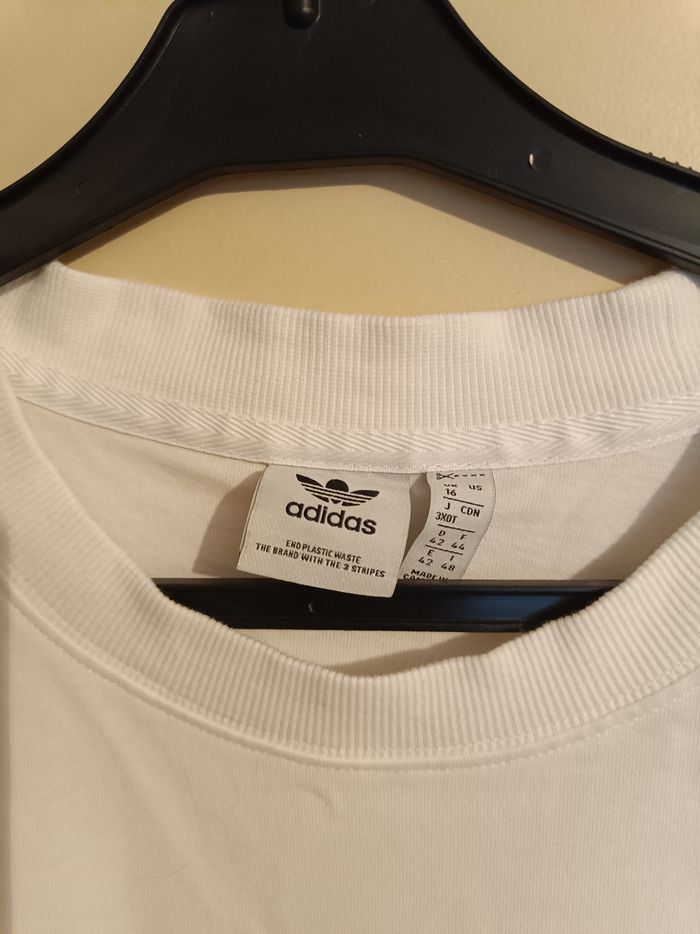 adidas
END PLASTIC WASTE
THE BRAND WITH THE 3 STRIPES
UK US
16
J CDN
3XOT
D F
42 44
E I
42 48
MADE IN